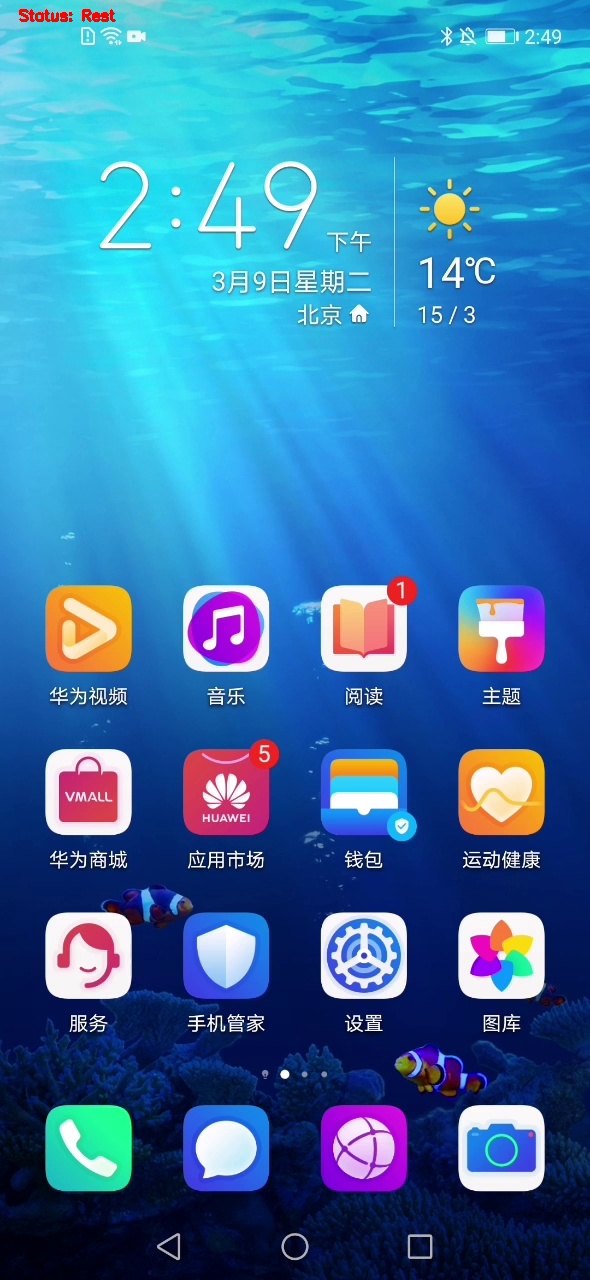 Status: Rest
2:49
2:49 下午
3月9日星期二
北京
14℃
15 / 3
1
华为视频
音乐
阅读
主题
VMALL
5
HUAWEI
华为商城
应用市场
钱包
运动健康
服务
手机管家
设置
图库